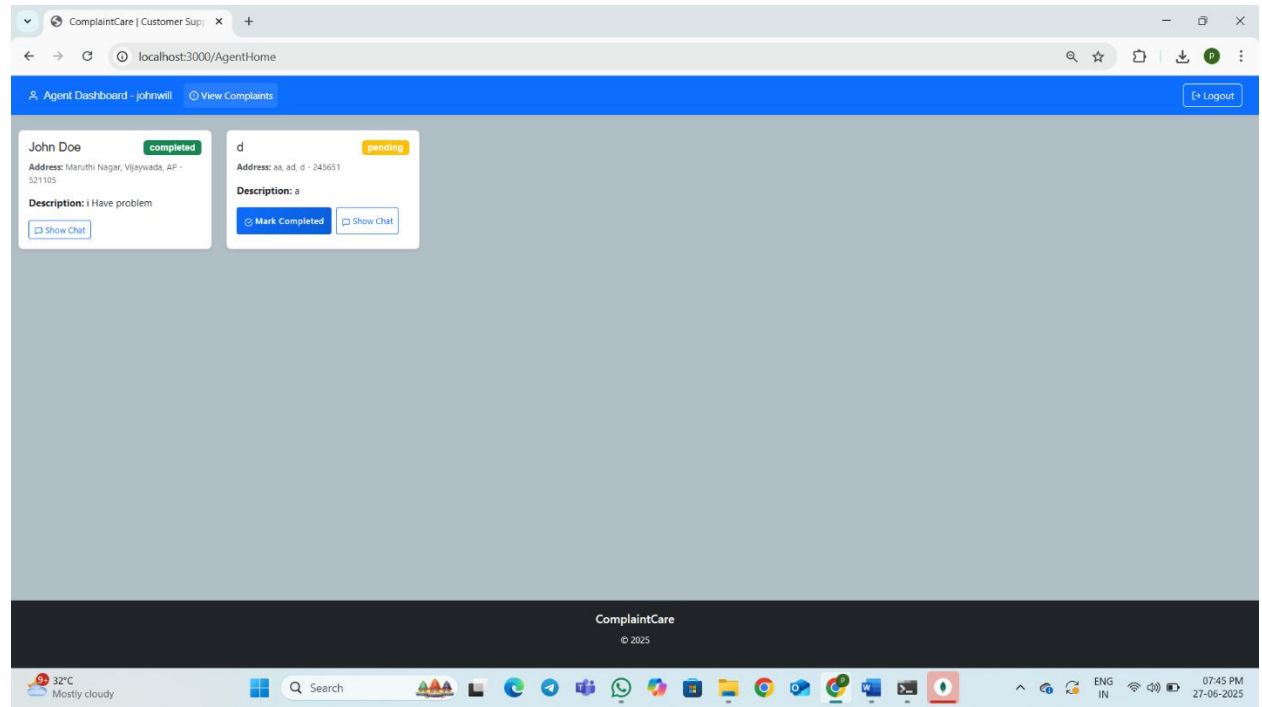 ComplaintCare | Customer Sup
localhost:3000/AgentHome
P
Agent Dashboard - johnwill
View Complaints
Logout
John Doe
completed
Address: Maruthi Nagar, Vijaywada, AP -
521105
Description: i Have problem
Show Chat
d
pending
Address: aa, ad, d - 245651
Description: a
Mark Completed
Show Chat
ComplaintCare
© 2025
9+
32°C
Mostly cloudy
Search
ENG
IN
07:45 PM
27-06-2025